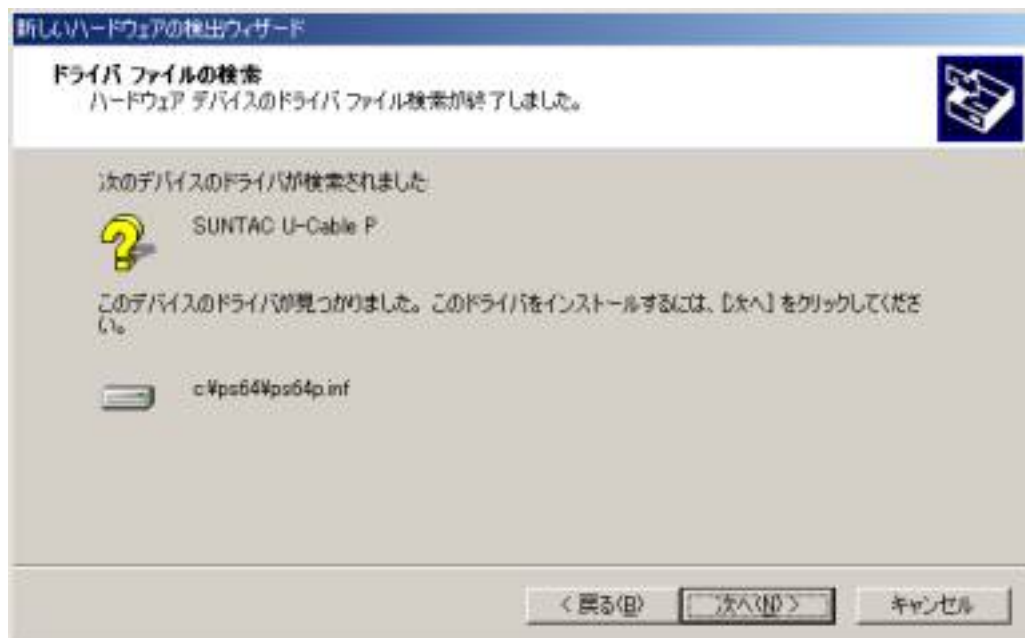 新しいハードウェアの検出ウィザード
ドライバ ファイルの検索
ハードウェア デバイスのドライバ ファイル検索が終了しました。
次のデバイスのドライバが検索されました
SUNTAC U-Cable P
このデバイスのドライバが見つかりました。このドライバをインストールするには、[次へ] をクリックしてくださ
い。
c:¥ps64¥ps64p.inf
< 戻る(B) 次へ(N) > キャンセル